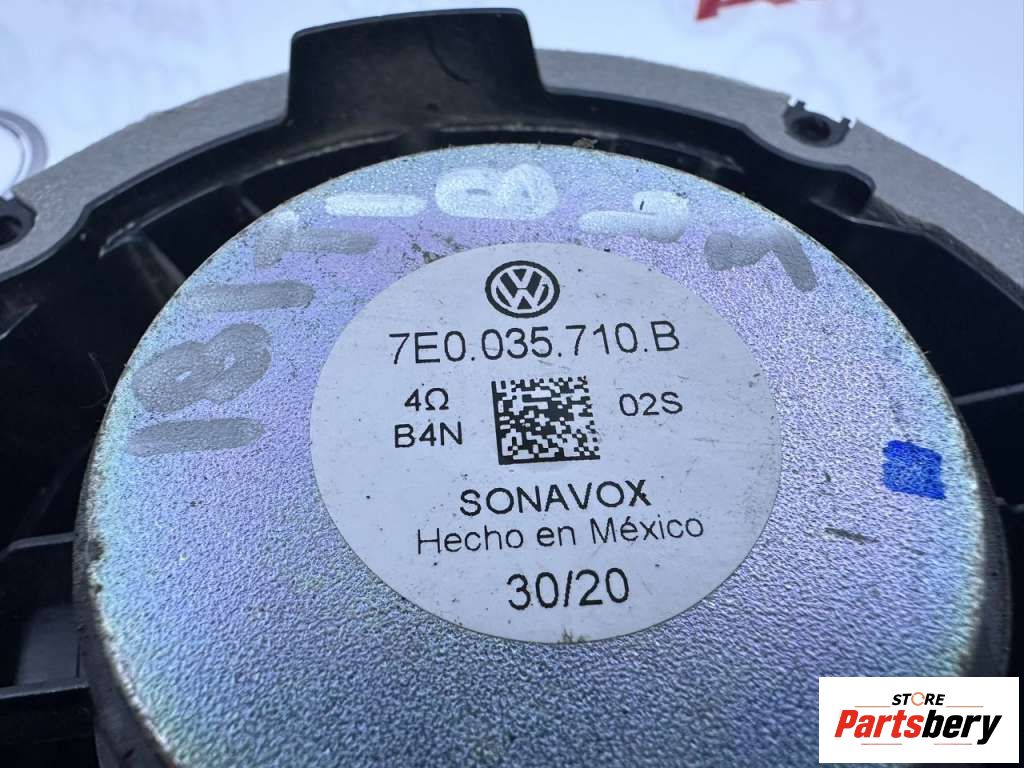 7E0.035.710.B
4Ω
B4N
02S
SONAVOX
Hecho en México
30/20
STORE
Partsbery